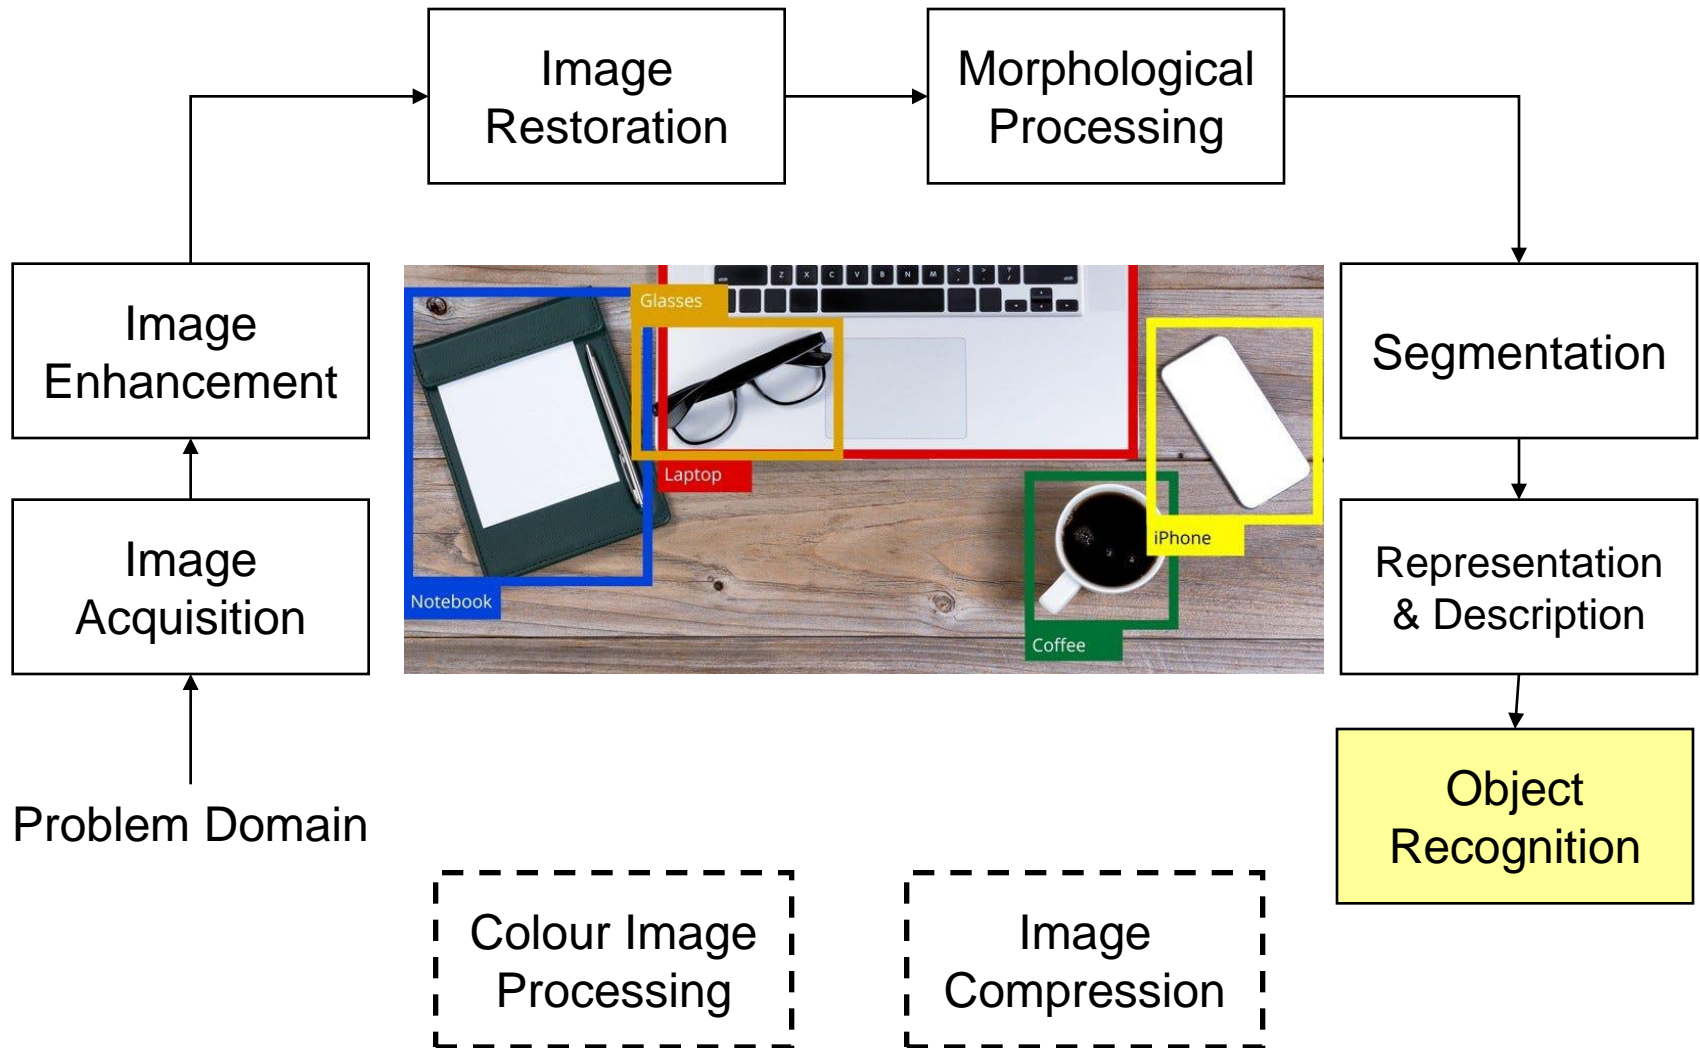 Image
Restoration
Morphological
Processing
Image
Enhancement
Segmentation
Image
Acquisition
Representation
& Description
Problem Domain
Object
Recognition
Colour Image
Processing
Image
Compression
Glasses
Laptop
Notebook
iPhone
Coffee
Z X C V B N M < > ?
, . /
shift